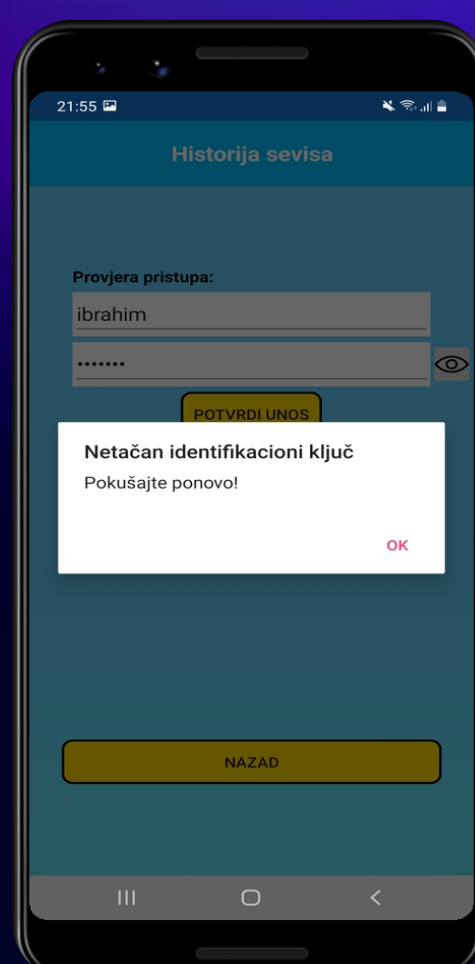 21:55
Historija sevisa
Provjera pristupa:
ibrahim
•••••••
POTVRDI UNOS
Netačan identifikacioni ključ
Pokušajte ponovo!
OK
NAZAD